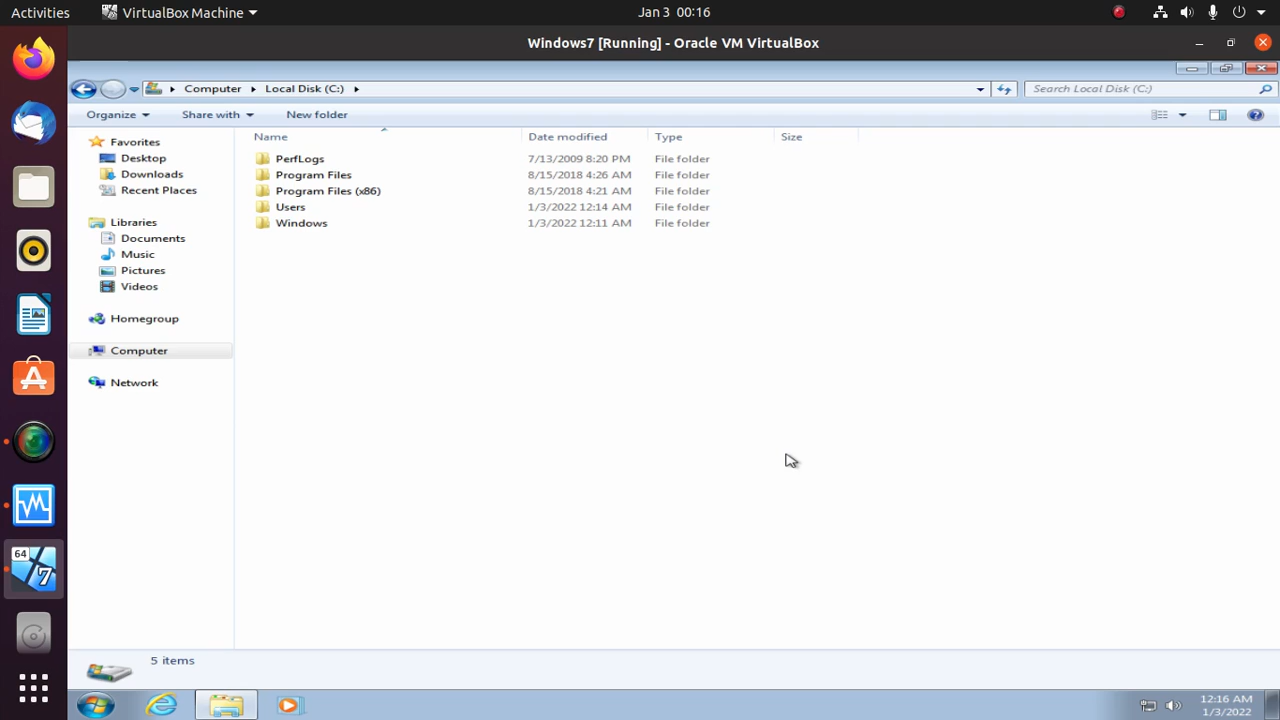 Activities VirtualBox Machine Jan 3 00:16
Windows7 [Running] - Oracle VM VirtualBox
Computer Local Disk (C:) Search Local Disk (C:)
Organize Share with New folder
Name Date modified Type Size
Favorites
Desktop
Downloads
Recent Places
Libraries
Documents
Music
Pictures
Videos
Homegroup
Computer
Network
PerfLogs 7/13/2009 8:20 PM File folder
Program Files 8/15/2018 4:26 AM File folder
Program Files (x86) 8/15/2018 4:21 AM File folder
Users 1/3/2022 12:14 AM File folder
Windows 1/3/2022 12:11 AM File folder
64
7
5 items
12:16 AM
1/3/2022